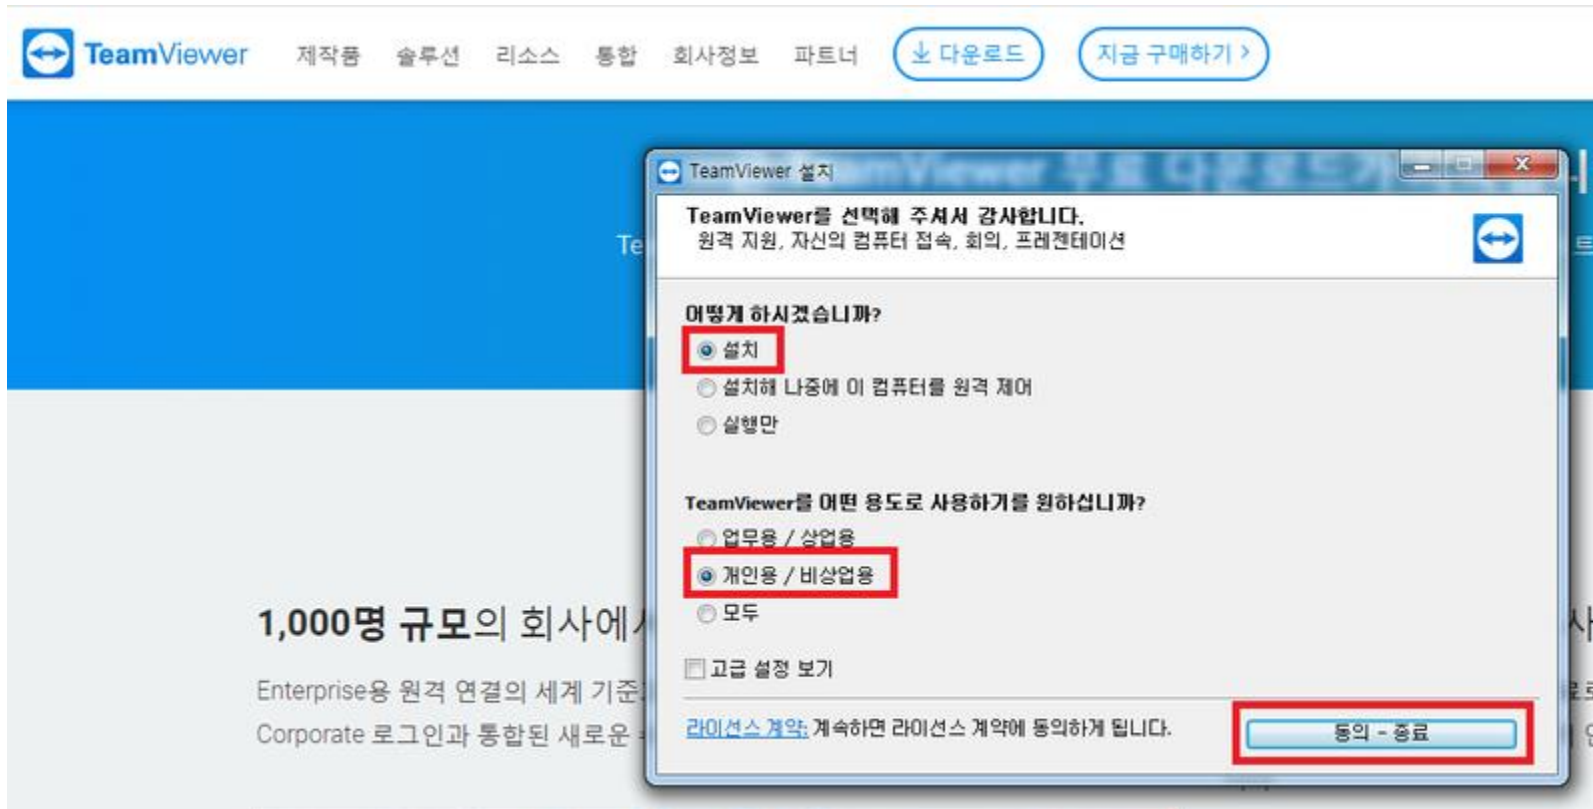 TeamViewer 제작품 솔루션 리소스 통합 회사정보 파트너 다운로드 지금 구매하기 >
TeamViewer 설치
TeamViewer를 선택해 주셔서 감사합니다.
원격 지원, 자신의 컴퓨터 접속, 회의, 프레젠테이션
Te
트
어떻게 하시겠습니까?
설치
설치해 나중에 이 컴퓨터를 원격 제어
실행만
TeamViewer를 어떤 용도로 사용하기를 원하십니까?
업무용 / 상업용
개인용 / 비상업용
모두
고급 설정 보기
라이선스 계약: 계속하면 라이선스 계약에 동의하게 됩니다.
동의 - 종료
1,000명 규모의 회사에서
Enterprise용 원격 연결의 세계 기준
Corporate 로그인과 통합된 새로운